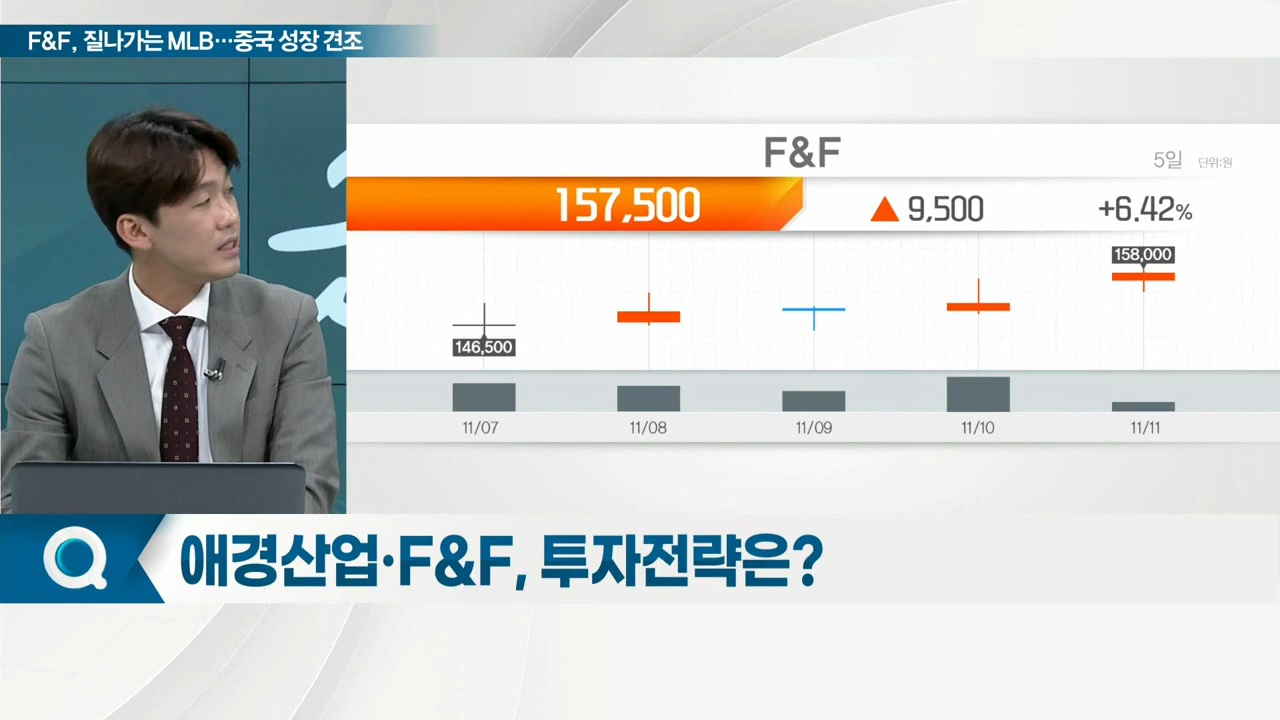 F&F, 질나가는 MLB…중국 성장 견조
F&F
5일 단위:원
157,500 ▲ 9,500 +6.42%
158,000
146,500
11/07 11/08 11/09 11/10 11/11
애경산업·F&F, 투자전략은?